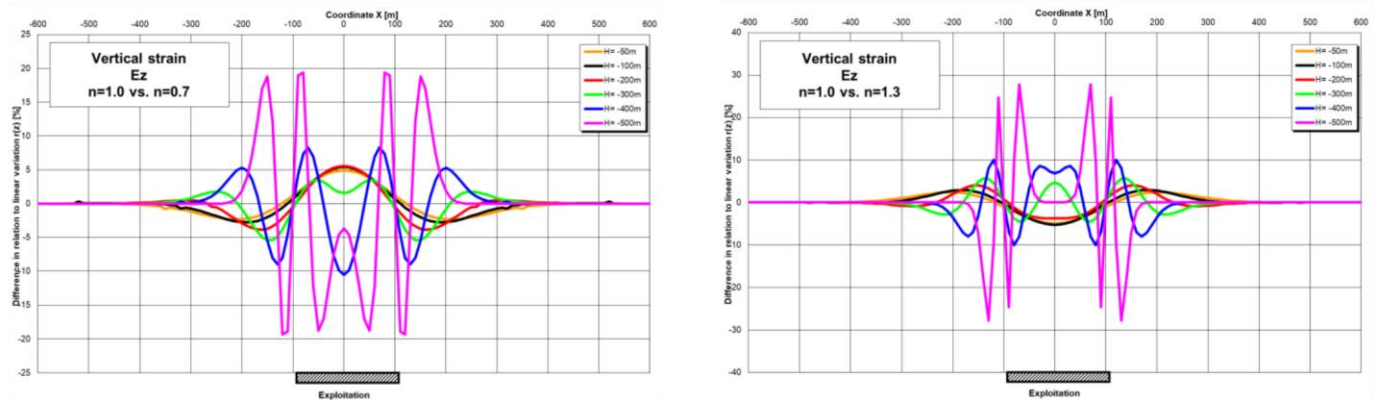 Coordinate X [m]
-600 -500 -400 -300 -200 -100 0 100 200 300 400 500 600
25
20
15
10
5
0
-5
-10
-15
-20
-25
Difference in relation to linear variation r(z) [%]
Vertical strain
Ez
n=1.0 vs. n=0.7
H= -50m
H= -100m
H= -200m
H= -300m
H= -400m
H= -500m
Exploitation
Coordinate X [m]
-600 -500 -400 -300 -200 -100 0 100 200 300 400 500 600
40
30
20
10
0
-10
-20
-30
-40
Difference in relation to linear variation r(z) [%]
Vertical strain
Ez
n=1.0 vs. n=1.3
H= -50m
H= -100m
H= -200m
H= -300m
H= -400m
H= -500m
Exploitation